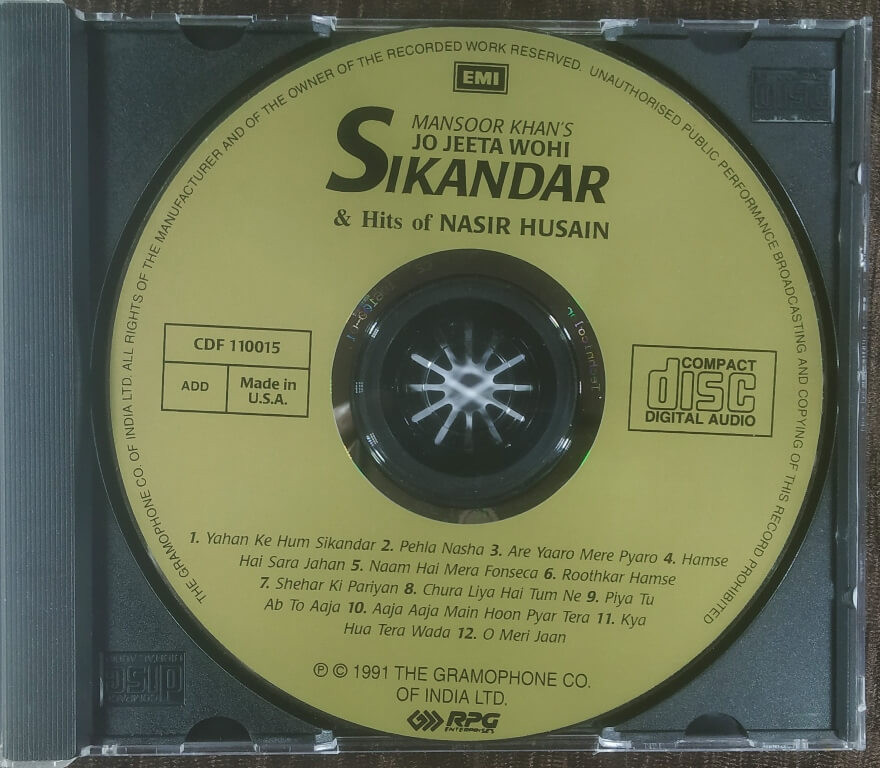 THE GRAMOPHONE CO. OF INDIA LTD. ALL RIGHTS OF THE MANUFACTURER AND OF THE OWNER OF THE RECORDED WORK RESERVED. UNAUTHORISED PUBLIC PERFORMANCE BROADCASTING AND COPYING OF THIS RECORD PROHIBITED
EMI
MANSOOR KHAN'S
JO JEETA WOHI
SIKANDAR
& Hits of NASIR HUSAIN
CDF 110015
ADD
Made in
U.S.A.
COMPACT
disc
DIGITAL AUDIO
1. Yahan Ke Hum Sikandar 2. Pehla Nasha 3. Are Yaaro Mere Pyaro 4. Hamse
Hai Sara Jahan 5. Naam Hai Mera Fonseca 6. Roothkar Hamse
7. Shehar Ki Pariyan 8. Chura Liya Hai Tum Ne 9. Piya Tu
Ab To Aaja 10. Aaja Aaja Main Hoon Pyar Tera 11. Kya
Hua Tera Wada 12. O Meri Jaan
℗ © 1991 THE GRAMOPHONE CO.
OF INDIA LTD.
RPG
ENTERPRISES